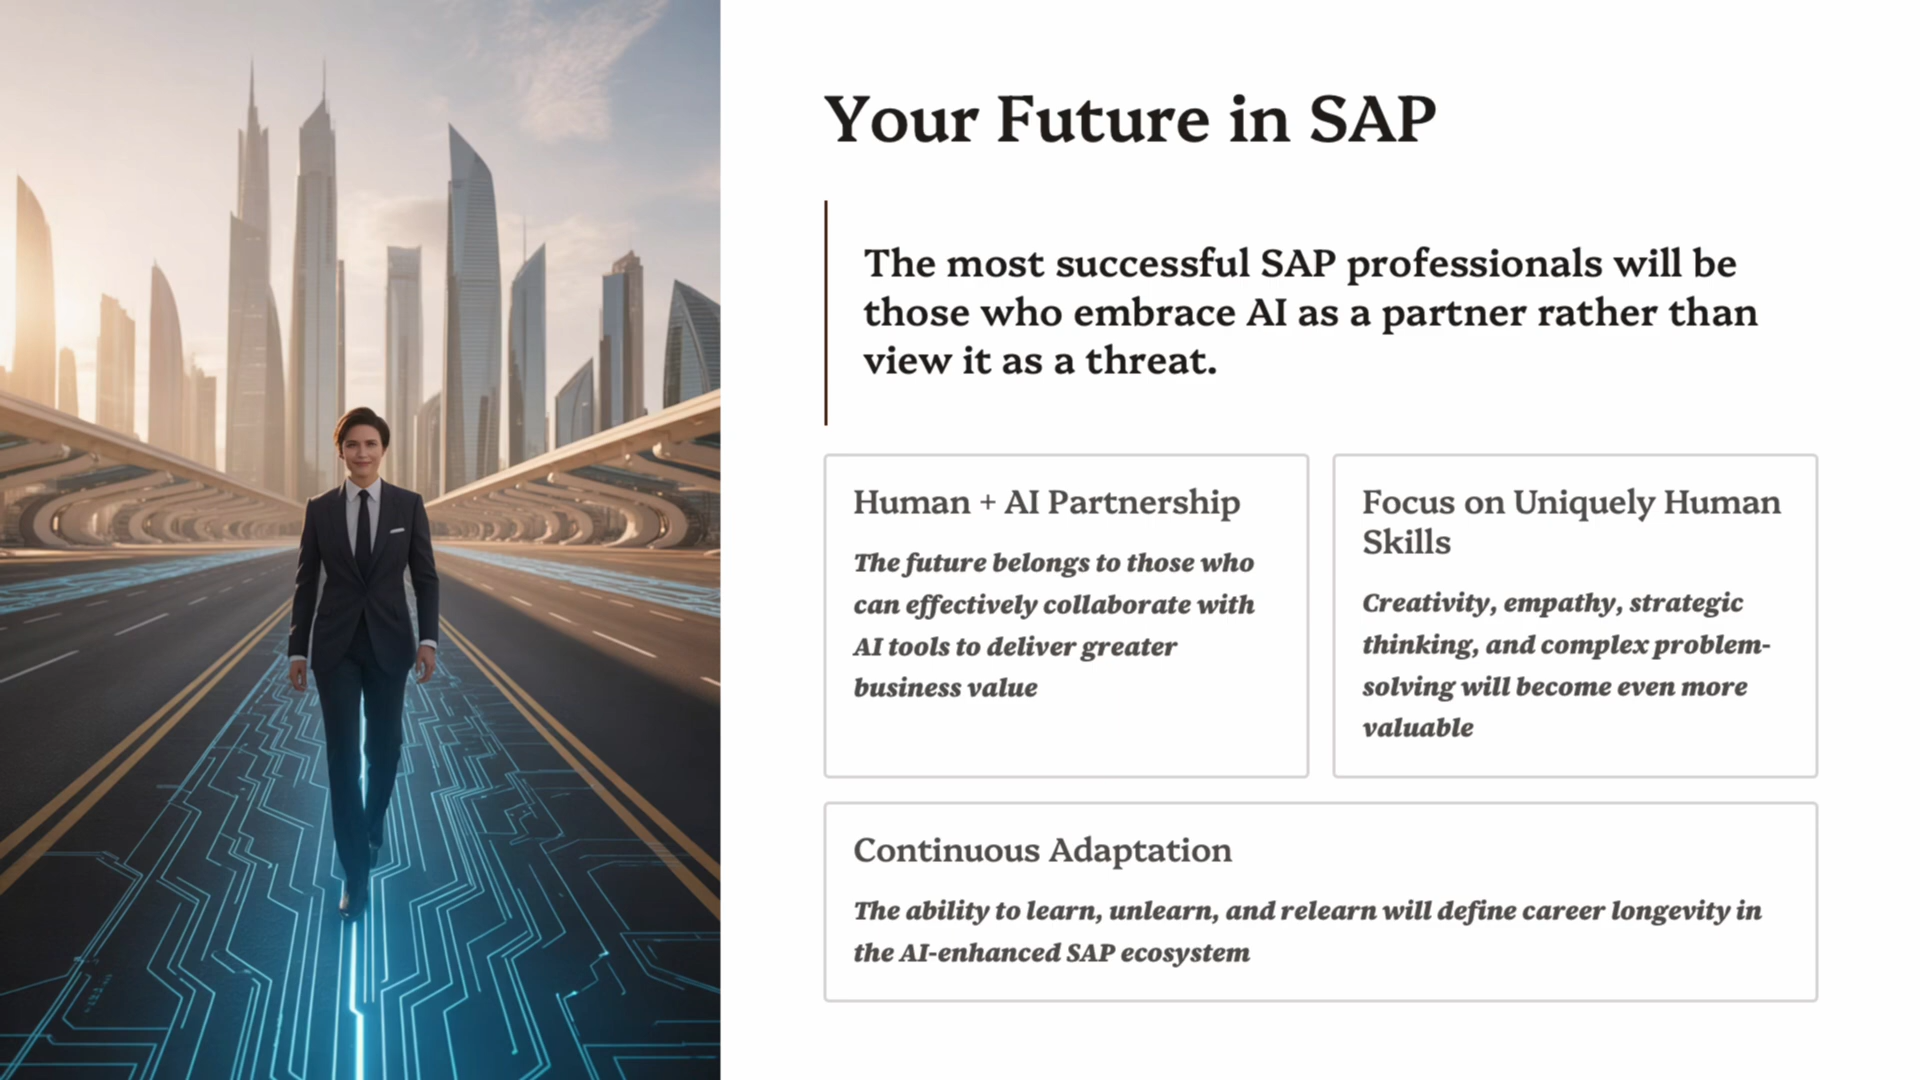 Your Future in SAP
The most successful SAP professionals will be
those who embrace AI as a partner rather than
view it as a threat.
Human + AI Partnership
The future belongs to those who
can effectively collaborate with
AI tools to deliver greater
business value
Focus on Uniquely Human
Skills
Creativity, empathy, strategic
thinking, and complex problem-
solving will become even more
valuable
Continuous Adaptation
The ability to learn, unlearn, and relearn will define career longevity in
the AI-enhanced SAP ecosystem